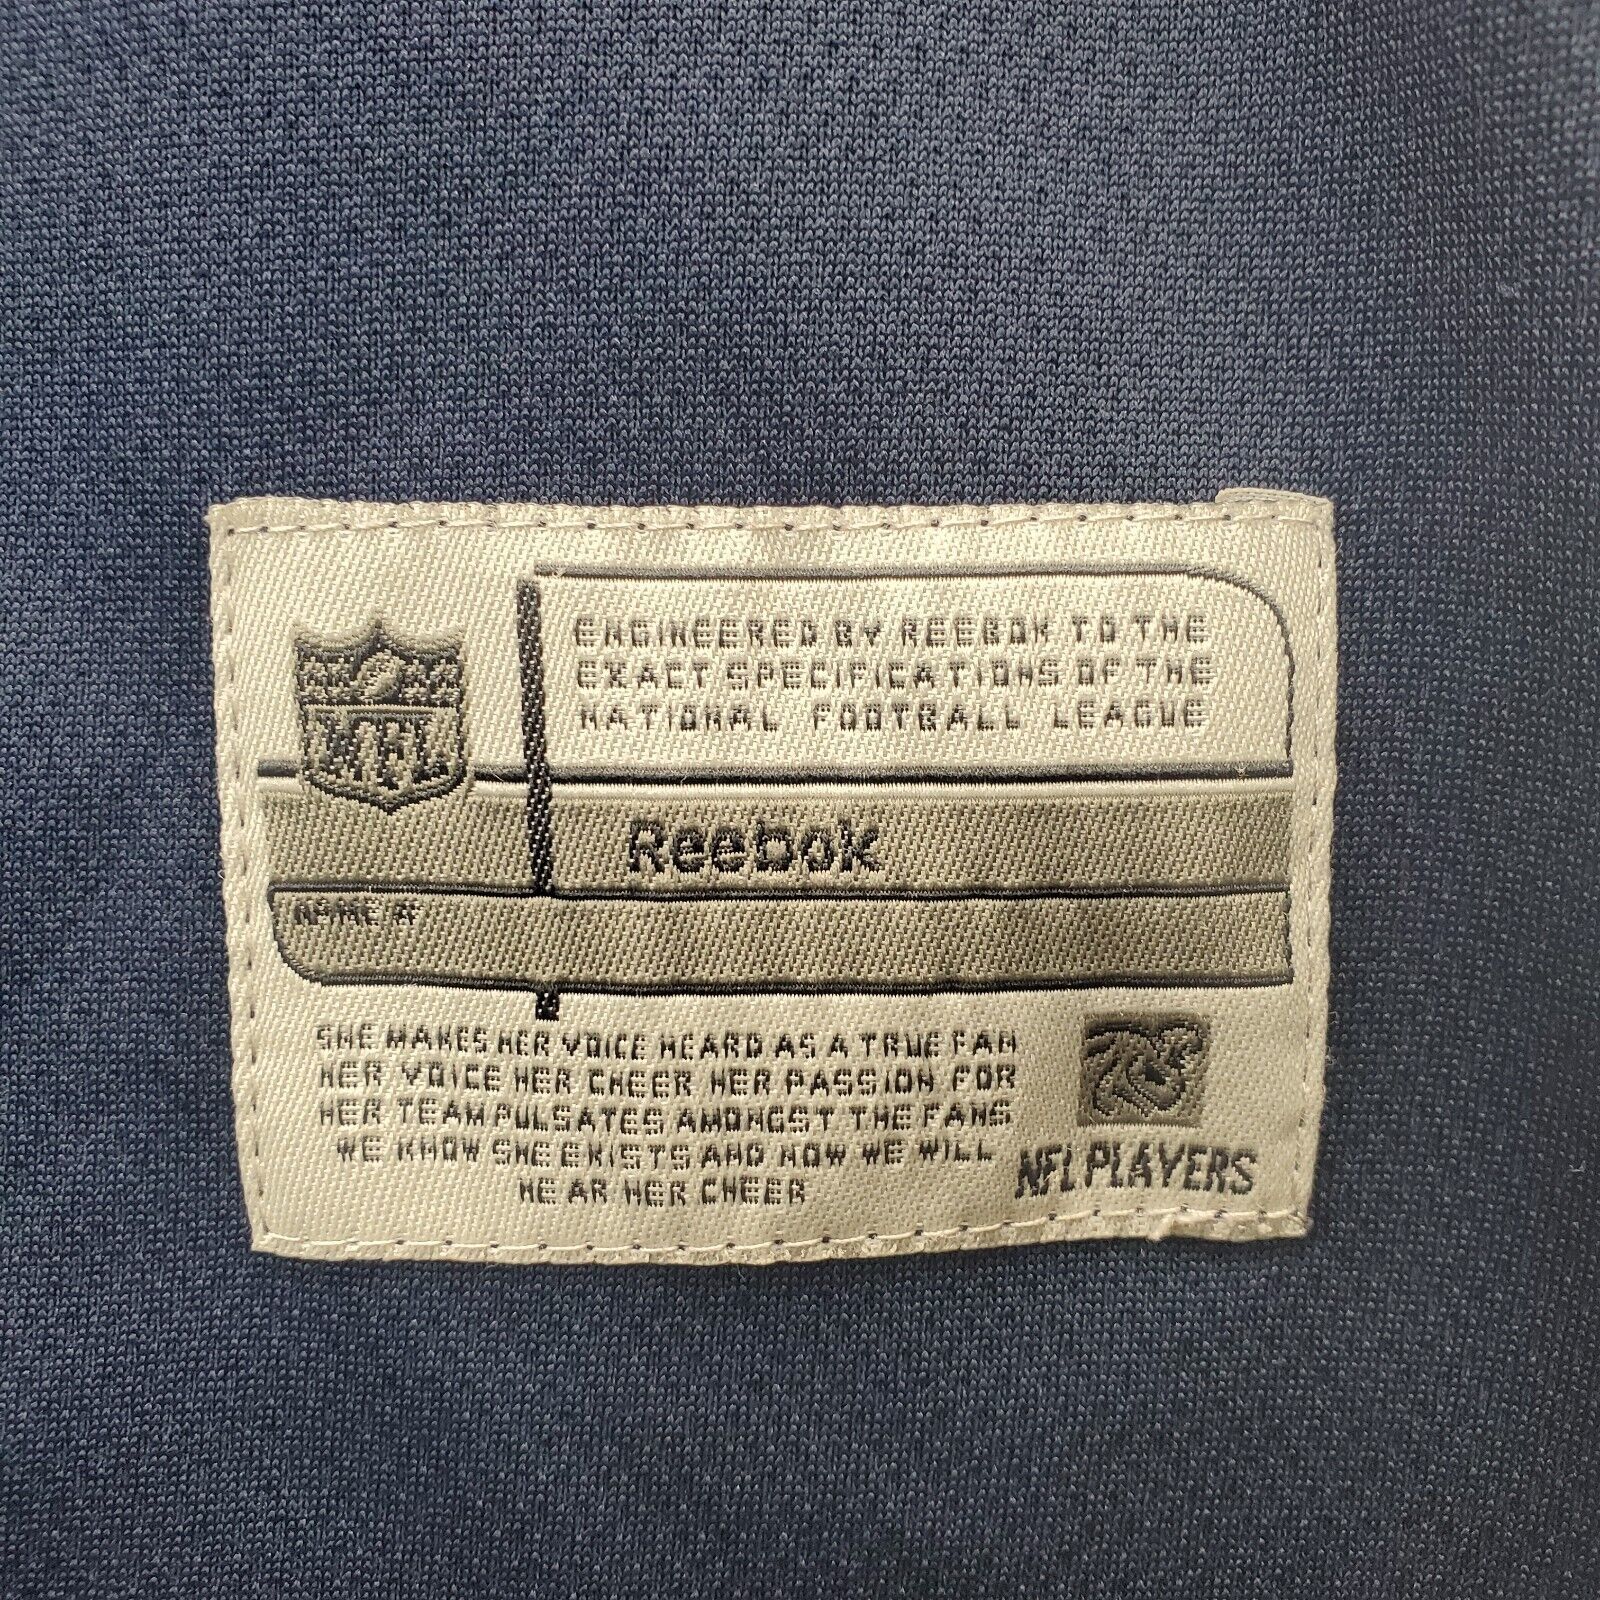 ENGINEERED BY REEBOK TO THE
EXACT SPECIFICATIONS OF THE
NATIONAL FOOTBALL LEAGUE
NFL
Reebok
NAME #
SHE MAKES HER VOICE HEARD AS A TRUE FAN
HER VOICE HER CHEER HER PASSION FOR
HER TEAM PULSATES AMONGST THE FANS
WE KNOW SHE EXISTS AND NOW WE WILL
HEAR HER CHEER
NFL PLAYERS